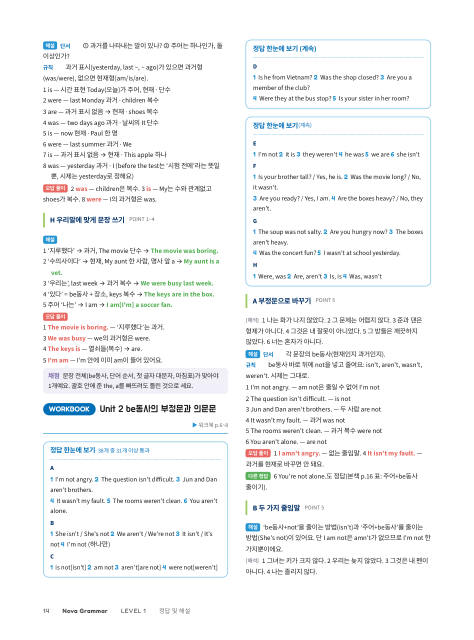 해설 단서 ① 과거를 나타내는 말이 있나? ② 주어는 하나인가, 둘
이상인가?
규칙 과거 표시(yesterday, last ~, ~ ago)가 있으면 과거형
(was/were), 없으면 현재형(am/is/are).
1 is — 시간 표현 Today(오늘)가 주어, 현재 · 단수
2 were — last Monday 과거 · children 복수
3 are — 과거 표시 없음 → 현재 · shoes 복수
4 was — two days ago 과거 · 날씨의 It 단수
5 is — now 현재 · Paul 한 명
6 were — last summer 과거 · We
7 is — 과거 표시 없음 → 현재 · This apple 하나
8 was — yesterday 과거 · I (before the test는 '시험 전에'라는 뜻일
뿐, 시제는 yesterday로 정해요)
오답 풀이 2 was — children은 복수. 3 is — My는 수와 관계없고
shoes가 복수. 8 were — I의 과거형은 was.
H 우리말에 맞게 문장 쓰기 POINT 1-4
해설
1 '지루했다' → 과거, The movie 단수 → The movie was boring.
2 '수의사이다' → 현재, My aunt 한 사람, 명사 앞 a → My aunt is a
vet.
3 '우리는', last week → 과거 복수 → We were busy last week.
4 '있다' = be동사 + 장소, keys 복수 → The keys are in the box.
5 주어 '나는' → I am → I am[I'm] a soccer fan.
오답 풀이
1 The movie is boring. — '지루했다'는 과거.
3 We was busy — we의 과거형은 were.
4 The keys is — 열쇠들(복수) → are.
5 I'm am — I'm 안에 이미 am이 들어 있어요.
채점 문장 전체(be동사, 단어 순서, 첫 글자 대문자, 마침표)가 맞아야
1개예요. 괄호 안에 준 the, a를 빠뜨려도 틀린 것으로 세요.
WORKBOOK Unit 2 be동사의 부정문과 의문문
▶ 워크북 p.6-8
정답 한눈에 보기 38개 중 31개 이상 통과
A
1 I'm not angry. 2 The question isn't difficult. 3 Jun and Dan
aren't brothers.
4 It wasn't my fault. 5 The rooms weren't clean. 6 You aren't
alone.
B
1 She isn't / She's not 2 We aren't / We're not 3 It isn't / It's
not 4 I'm not (하나만)
C
1 Is not[isn't] 2 am not 3 aren't[are not] 4 were not[weren't]
정답 한눈에 보기 (계속)
D
1 Is he from Vietnam? 2 Was the shop closed? 3 Are you a
member of the club?
4 Were they at the bus stop? 5 Is your sister in her room?
정답 한눈에 보기(계속)
E
1 I'm not 2 it is 3 they weren't 4 he was 5 we are 6 she isn't
F
1 Is your brother tall? / Yes, he is. 2 Was the movie long? / No,
it wasn't.
3 Are you ready? / Yes, I am. 4 Are the boxes heavy? / No, they
aren't.
G
1 The soup was not salty. 2 Are you hungry now? 3 The boxes
aren't heavy.
4 Was the concert fun? 5 I wasn't at school yesterday.
H
1 Were, was 2 Are, aren't 3 Is, is 4 Was, wasn't
A 부정문으로 바꾸기 POINT 5
[해석] 1 나는 화가 나지 않았다. 2 그 문제는 어렵지 않다. 3 준과 댄은
형제가 아니다. 4 그것은 내 잘못이 아니었다. 5 그 방들은 깨끗하지
않았다. 6 너는 혼자가 아니다.
해설 단서 각 문장의 be동사(현재인지 과거인지).
규칙 be동사 바로 뒤에 not을 넣고 줄여요: isn't, aren't, wasn't,
weren't. 시제는 그대로.
1 I'm not angry. — am not은 줄일 수 없어 I'm not
2 The question isn't difficult. — is not
3 Jun and Dan aren't brothers. — 두 사람 are not
4 It wasn't my fault. — 과거 was not
5 The rooms weren't clean. — 과거 복수 were not
6 You aren't alone. — are not
오답 풀이 1 I amn't angry. — 없는 줄임말. 4 It isn't my fault. —
과거를 현재로 바꾸면 안 돼요.
다른 정답 6 You're not alone.도 정답(본책 p.16 표: 주어+be동사
줄이기).
B 두 가지 줄임말 POINT 5
해설 'be동사+not'을 줄이는 방법(isn't)과 '주어+be동사'를 줄이는
방법(She's not)이 있어요. 단 I am not은 amn't가 없으므로 I'm not 한
가지뿐이에요.
[해석] 1 그녀는 키가 크지 않다. 2 우리는 늦지 않았다. 3 그것은 내 펜이
아니다. 4 나는 졸리지 않다.
14 Nova Grammar LEVEL 1 정답 및 해설